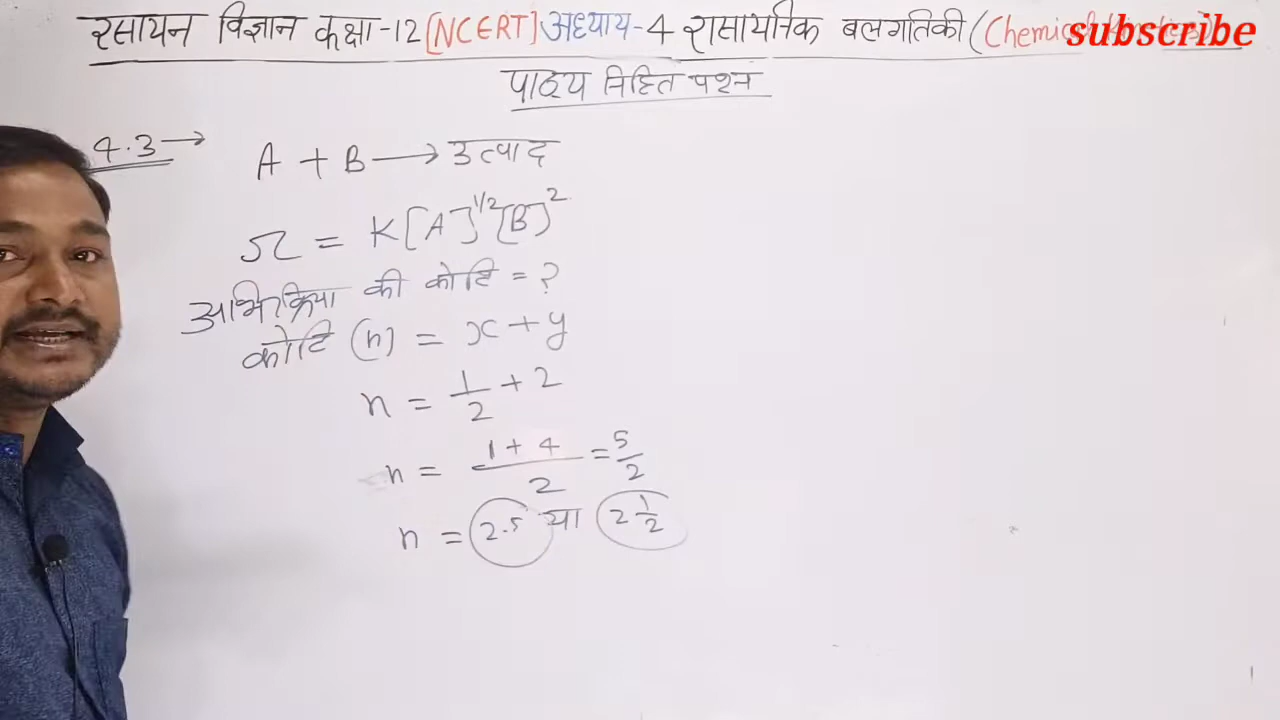 रसायन विज्ञान कक्षा-12 [NCERT] अध्याय-4 रासायनिक बलगतिकी (Chemical
subscribe
पाठ्य निहित प्रश्न
4.3→
A + B ⟶ उत्पाद
r = K[A]^1/2 [B]^2
अभिक्रिया की कोटि = ?
कोटि (n) = x + y
n = 1/2 + 2
n = 1+4/2 = 5/2
n = 2.5 या 2 1/2